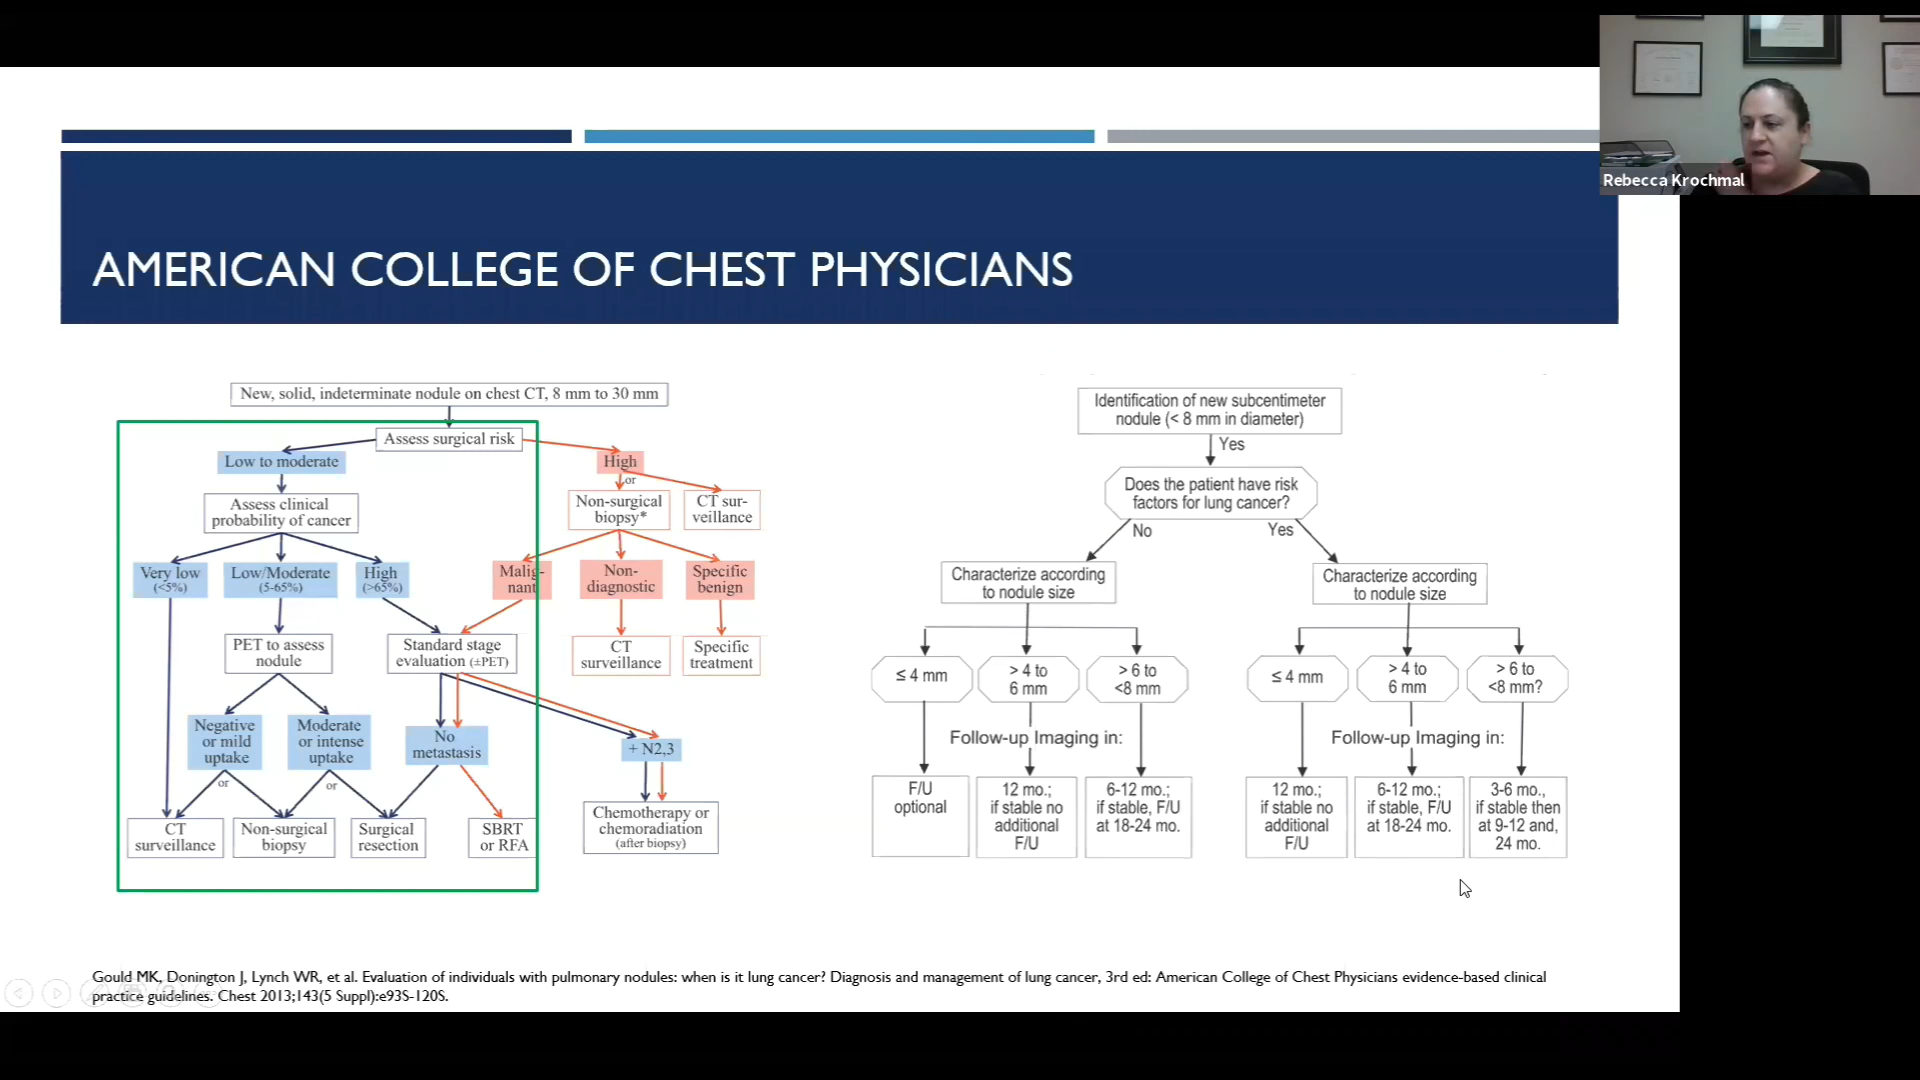 Rebecca Krochmal
AMERICAN COLLEGE OF CHEST PHYSICIANS
New, solid, indeterminate nodule on chest CT, 8 mm to 30 mm
Assess surgical risk
Low to moderate
High
or
Assess clinical
probability of cancer
Non-surgical
biopsy*
CT sur-
veillance
Very low
(<5%)
Low/Moderate
(5-65%)
High
(>65%)
Malig-
nant
Non-
diagnostic
Specific
benign
PET to assess
nodule
Standard stage
evaluation (±PET)
CT
surveillance
Specific
treatment
Negative
or mild
uptake
Moderate
or intense
uptake
No
metastasis
+ N2,3
or
or
CT
surveillance
Non-surgical
biopsy
Surgical
resection
SBRT
or RFA
Chemotherapy or
chemoradiation
(after biopsy)
Identification of new subcentimeter
nodule (< 8 mm in diameter)
Yes
Does the patient have risk
factors for lung cancer?
No
Yes
Characterize according
to nodule size
Characterize according
to nodule size
≤ 4 mm
> 4 to
6 mm
> 6 to
<8 mm
≤ 4 mm
> 4 to
6 mm
> 6 to
<8 mm?
Follow-up Imaging in:
Follow-up Imaging in:
F/U
optional
12 mo.;
if stable no
additional
F/U
6-12 mo.;
if stable, F/U
at 18-24 mo.
12 mo.;
if stable no
additional
F/U
6-12 mo.;
if stable, F/U
at 18-24 mo.
3-6 mo.,
if stable then
at 9-12 and,
24 mo.
Gould MK, Donington J, Lynch WR, et al. Evaluation of individuals with pulmonary nodules: when is it lung cancer? Diagnosis and management of lung cancer, 3rd ed: American College of Chest Physicians evidence-based clinical
practice guidelines. Chest 2013;143(5 Suppl):e93S-120S.